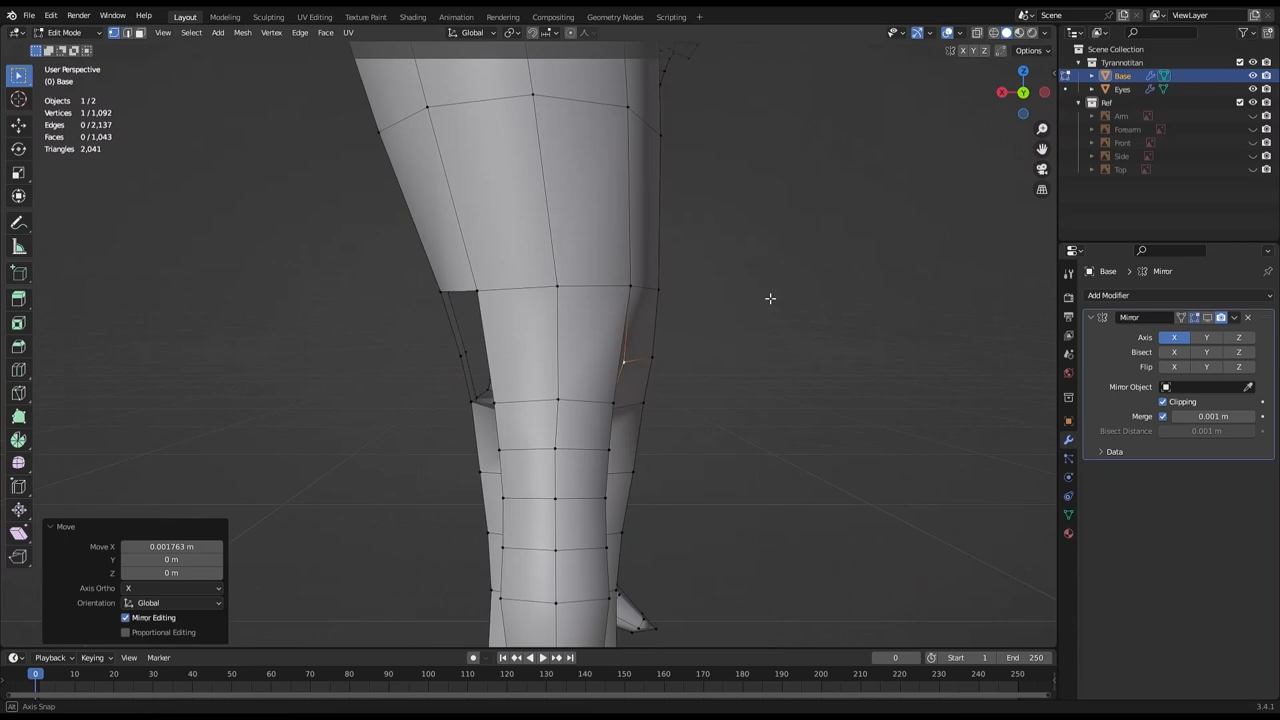 File Edit Render Window Help Layout Modeling Sculpting UV Editing Texture Paint Shading Animation Rendering Compositing Geometry Nodes Scripting + Scene ViewLayer
Edit Mode View Select Add Mesh Vertex Edge Face UV Global
X Y Z Options
User Perspective
(0) Base
Objects 1 / 2
Vertices 1 / 1,092
Edges 0 / 2,137
Faces 0 / 1,043
Triangles 2,041
Z
X
Y
Scene Collection
Tyrannotitan
Base
Eyes
Ref
Arm
Forearm
Front
Side
Top
Base > Mirror
Add Modifier
Mirror
Axis X Y Z
Bisect X Y Z
Flip X Y Z
Mirror Object
Clipping
Merge 0.001 m
Bisect Distance 0.001 m
Data
Move
Move X 0.001763 m
Y 0 m
Z 0 m
Axis Ortho X
Orientation Global
Mirror Editing
Proportional Editing
Playback Keying View Marker 0 Start 1 End 250
0 10 20 30 40 50 60 70 80 90 100 110 120 130 140 150 160 170 180 190 200 210 220 230 240 250
Alt Axis Snap 3.4.1